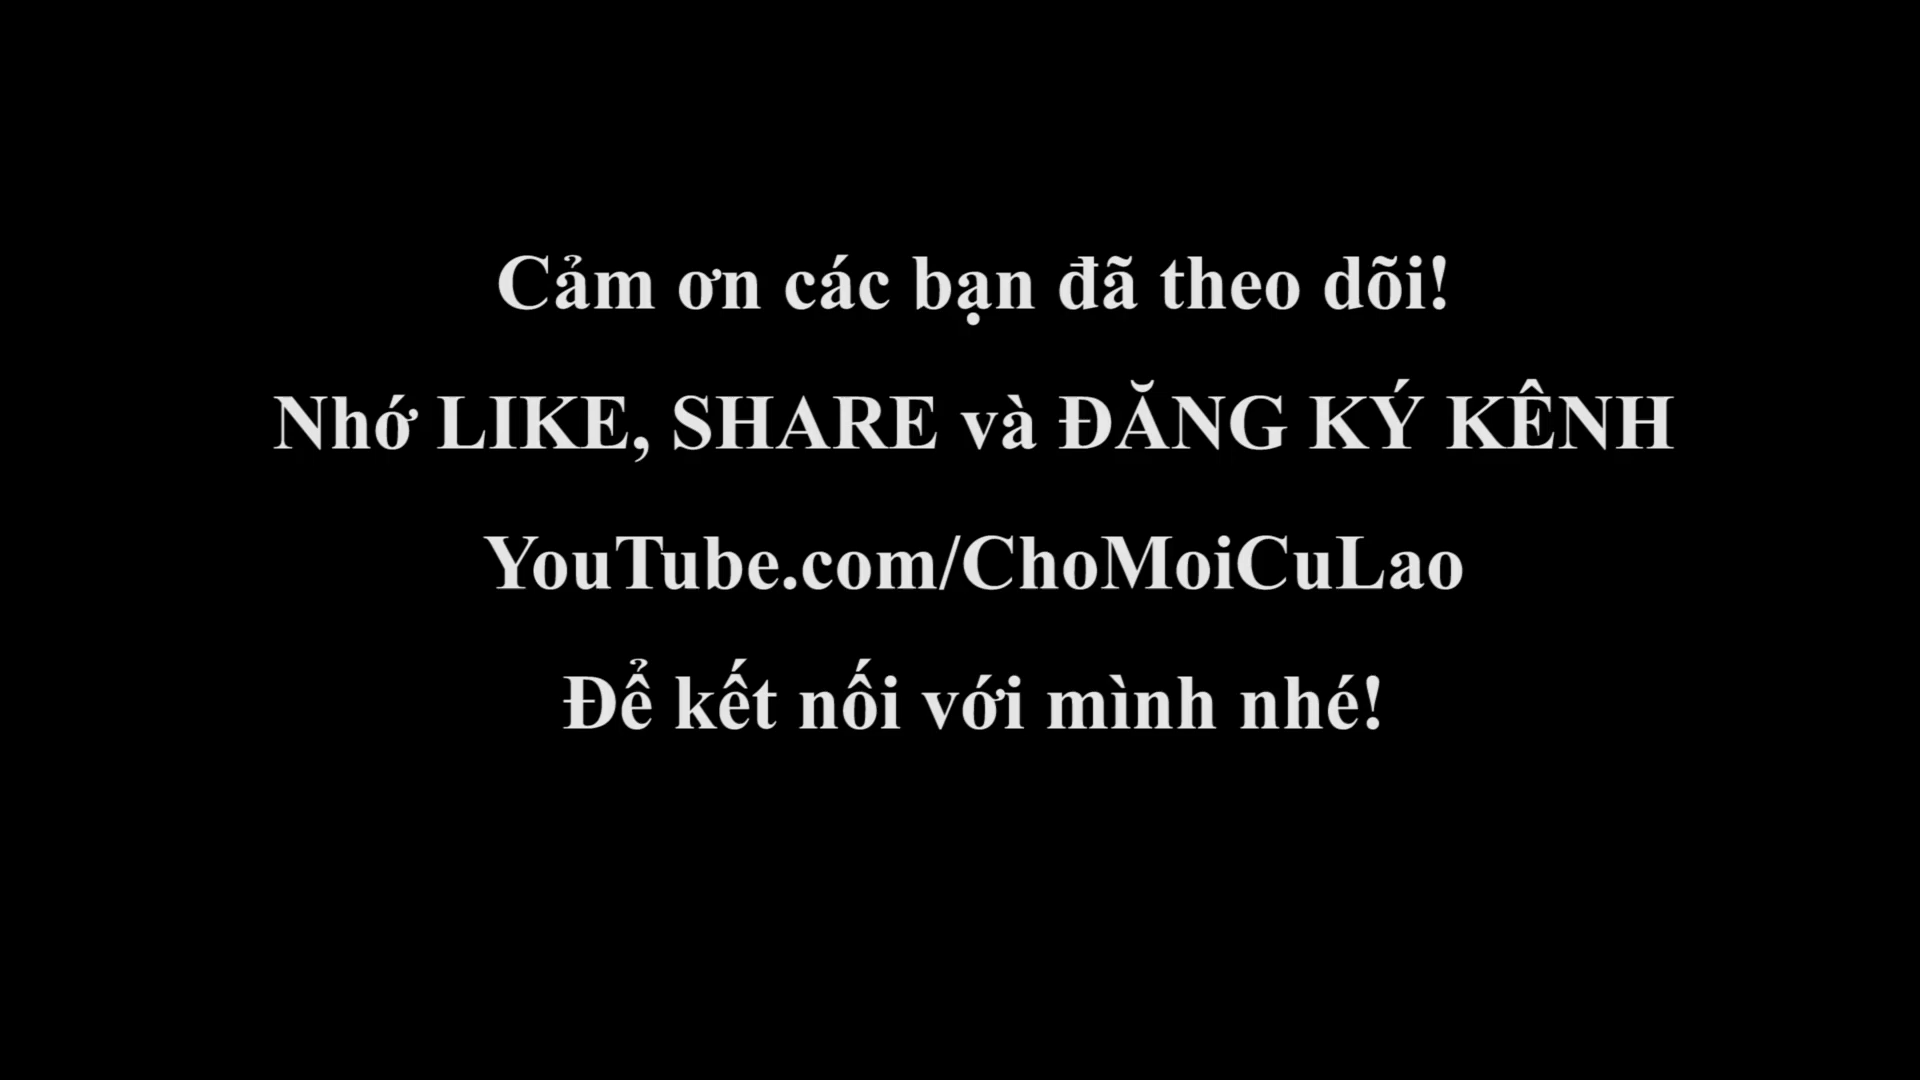 Cảm ơn các bạn đã theo dõi!
Nhớ LIKE, SHARE và ĐĂNG KÝ KÊNH
YouTube.com/ChoMoiCuLao
Để kết nối với mình nhé!